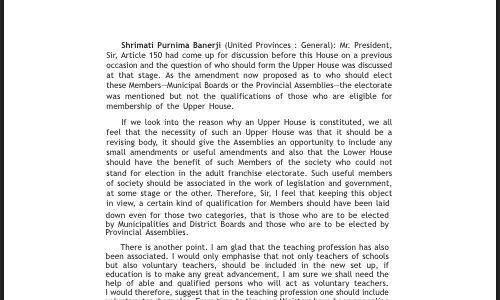 Shrimati Purnima Banerji (United Provinces : General): Mr. President,
Sir, Article 150 had come up for discussion before this House on a previous
occasion and the question of who should form the Upper House was discussed
at that stage. As the amendment now proposed as to who should elect
these Members—Municipal Boards or the Provincial Assemblies—the electorate
was mentioned but not the qualifications of those who are eligible for
membership of the Upper House.
If we look into the reason why an Upper House is constituted, we all
feel that the necessity of such an Upper House was that it should be a
revising body, it should give the Assemblies an opportunity to include any
small amendments or useful amendments and also that the Lower House
should have the benefit of such Members of the society who could not
stand for election in the adult franchise electorate. Such useful members
of society should be associated in the work of legislation and government,
at some stage or the other. Therefore, Sir, I feel that keeping this object
in view, a certain kind of qualification for Members should have been laid
down even for those two categories, that is those who are to be elected
by Municipalities and District Boards and those who are to be elected by
Provincial Assemblies.
There is another point. I am glad that the teaching profession has also
been associated. I would only emphasise that not only teachers of schools
but also voluntary teachers, should be included in the new set up, if
education is to make any great advancement, I am sure we shall need the
help of able and qualified persons who will act as voluntary teachers.
I would therefore, suggest that in the teaching profession one should include